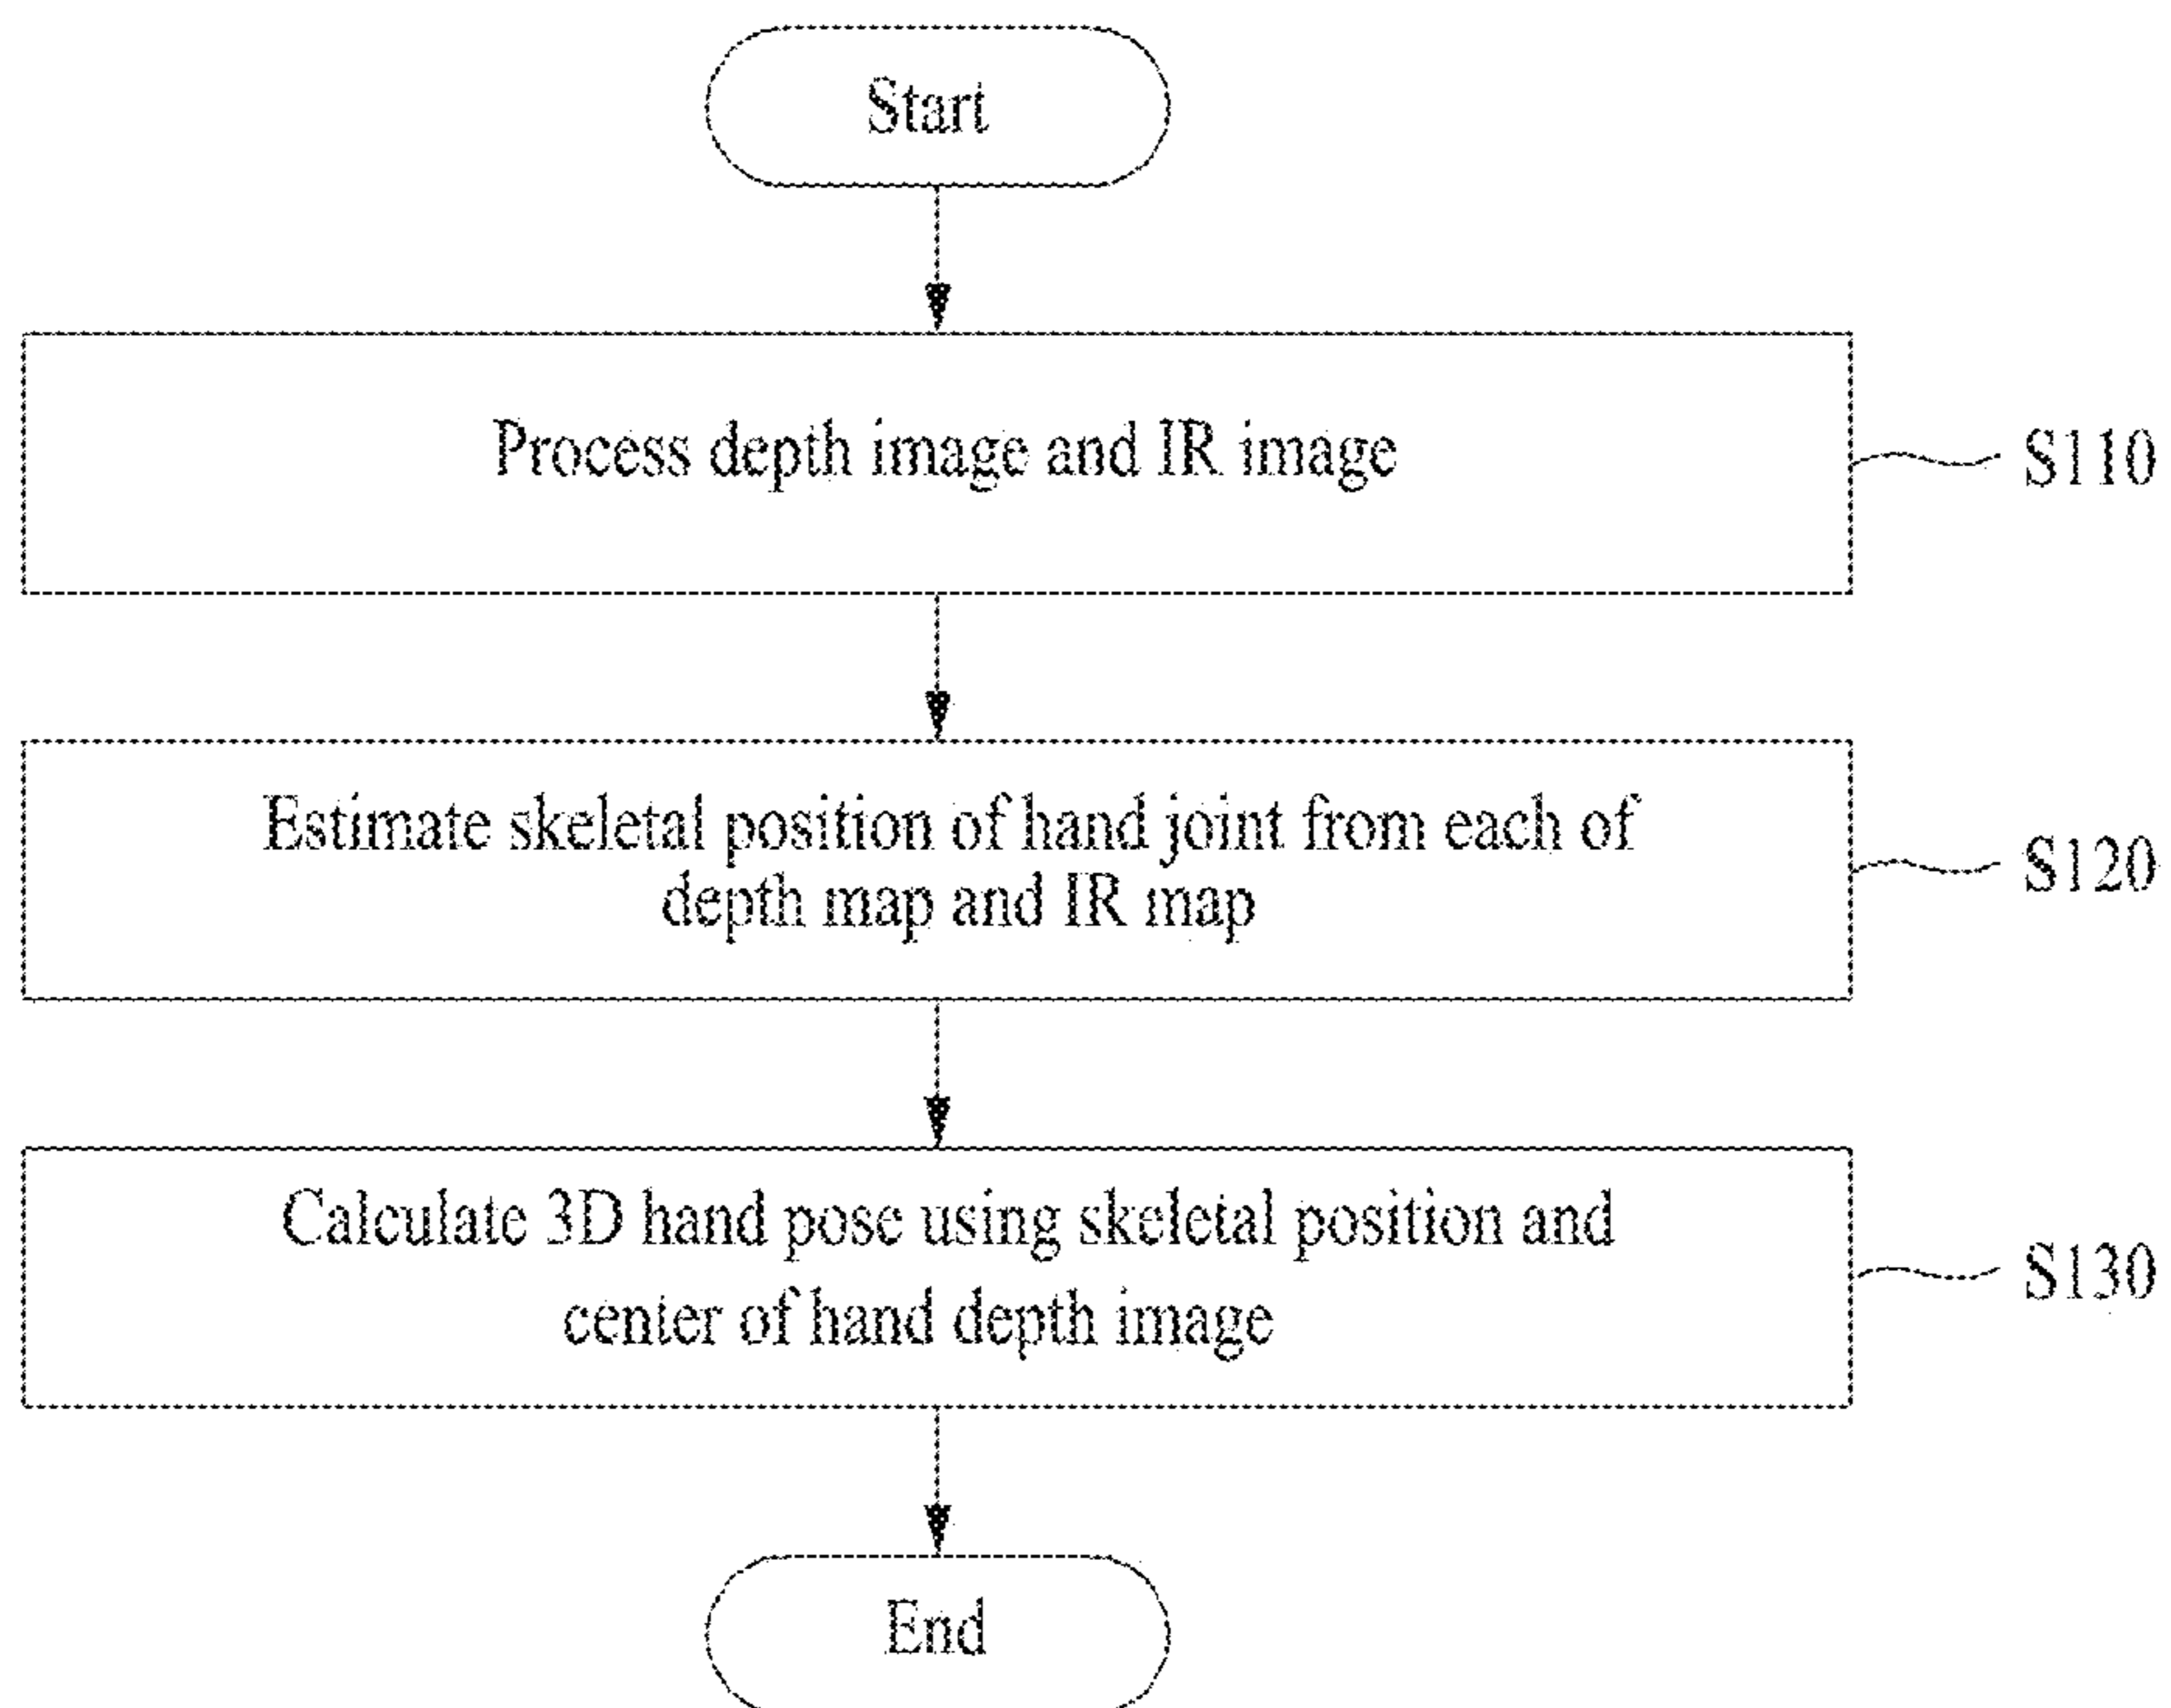 Start
Process depth image and IR image
S110
Estimate skeletal position of hand joint from each of
depth map and IR map
S120
Calculate 3D hand pose using skeletal position and
center of hand depth image
S130
End